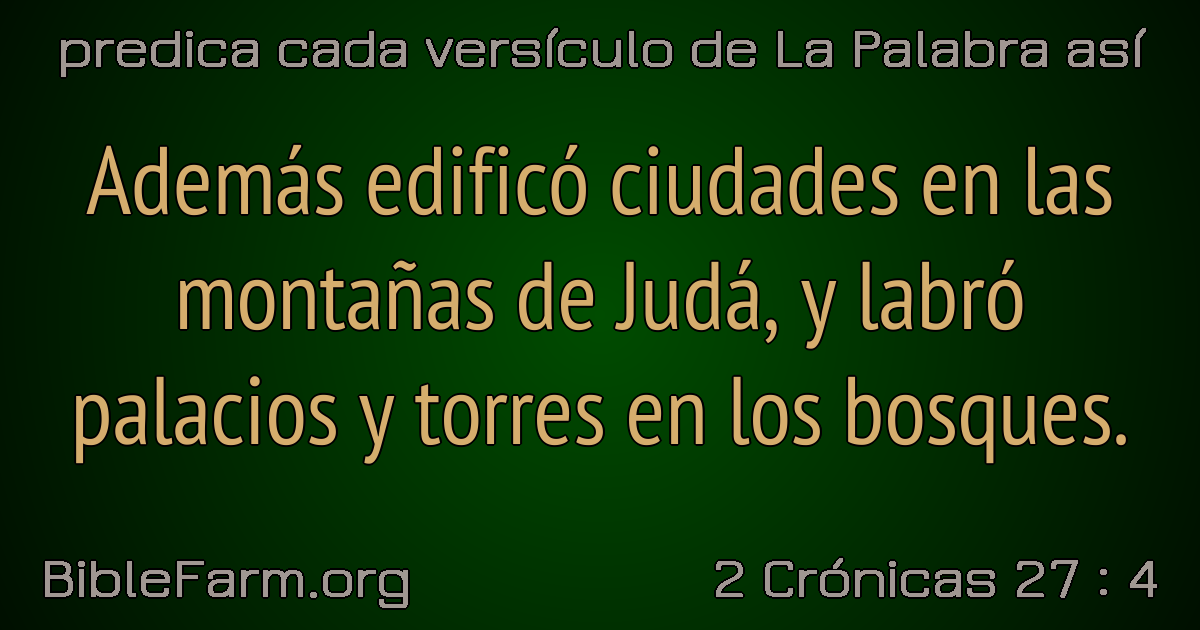 predica cada versículo de La Palabra así
Además edificó ciudades en las
montañas de Judá, y labró
palacios y torres en los bosques.
BibleFarm.org
2 Crónicas 27 : 4